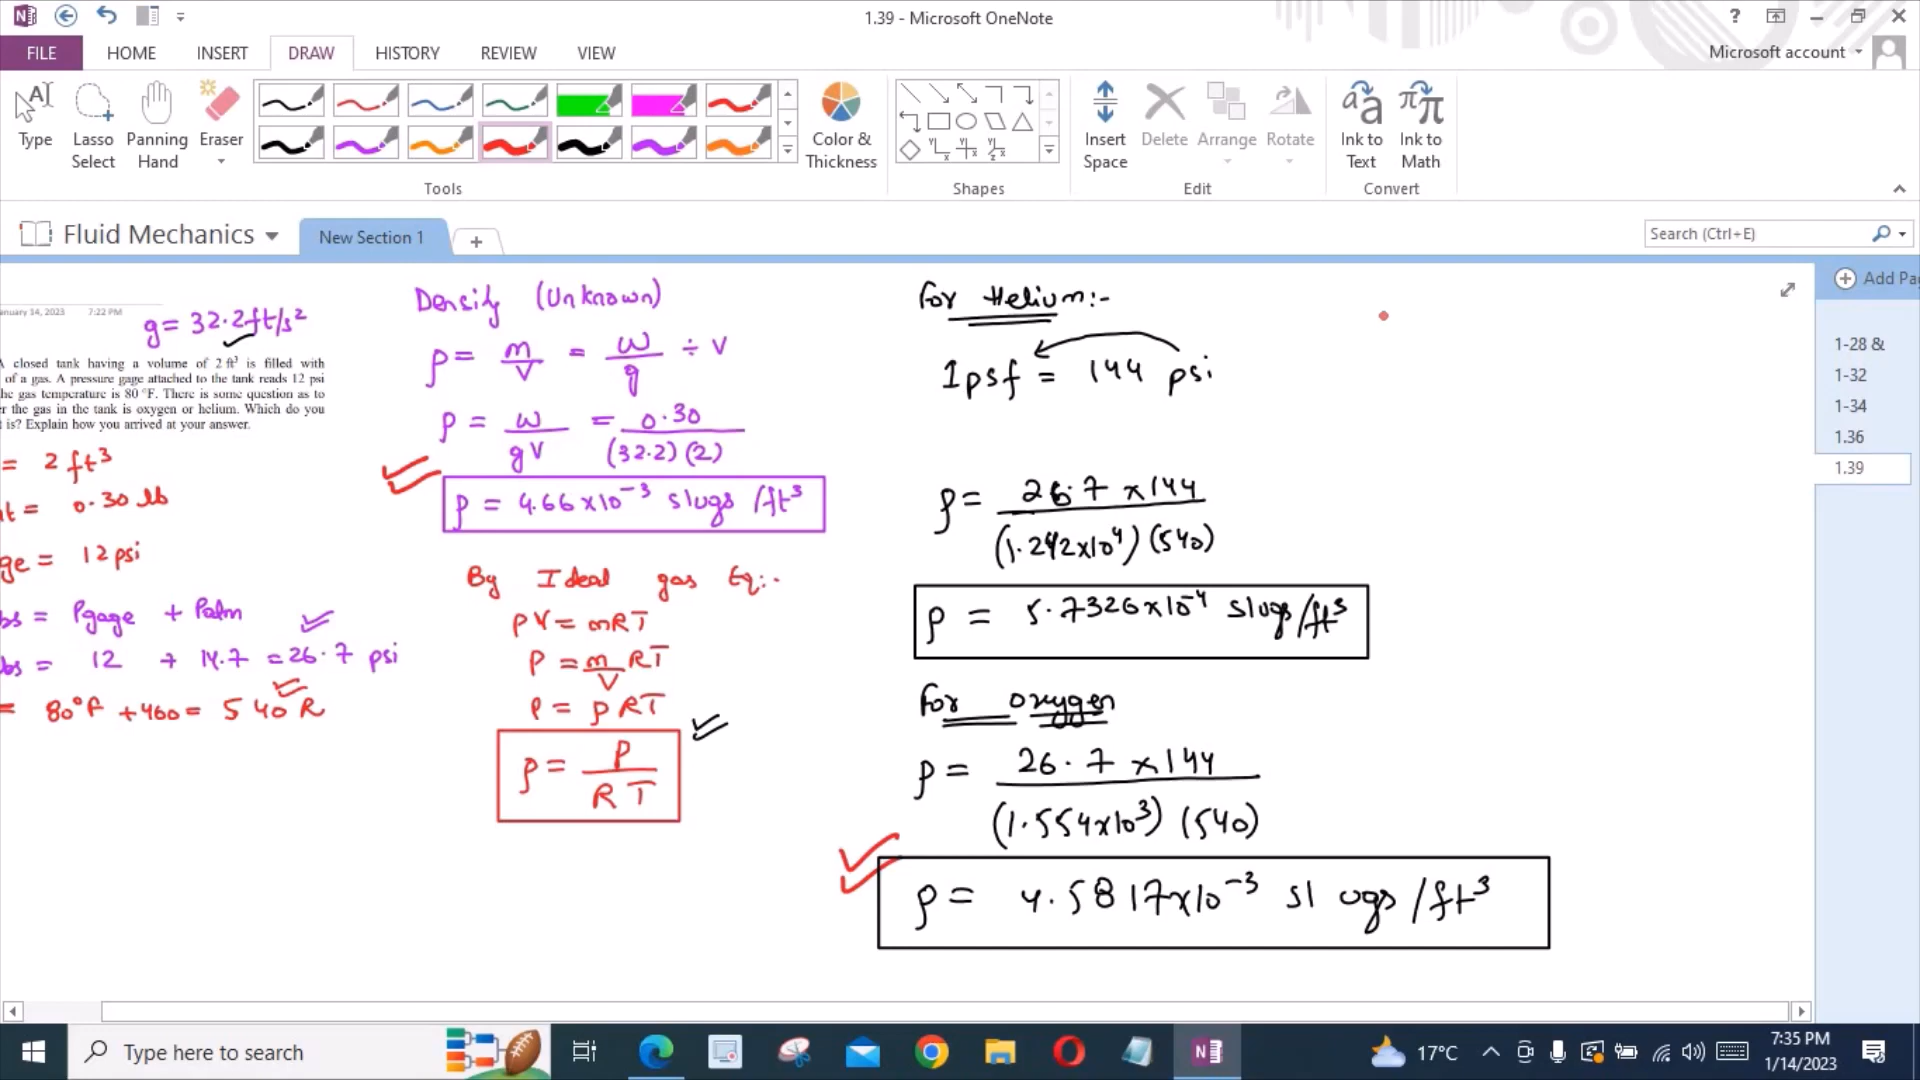 1.39 - Microsoft OneNote
FILE HOME INSERT DRAW HISTORY REVIEW VIEW
Microsoft account
Type
Lasso Select
Panning Hand
Eraser
Color & Thickness
Insert Space
Delete
Arrange
Rotate
Ink to Text
Ink to Math
Tools
Shapes
Edit
Convert
Fluid Mechanics
New Section 1
Search (Ctrl+E)
Add Pa
1-28 &
1-32
1-34
1.36
1.39
anuary 14, 2023 7:22 PM
g= 32.2ft/s²
closed tank having a volume of 2 ft³ is filled with
of a gas. A pressure gage attached to the tank reads 12 psi
he gas temperature is 80 °F. There is some question as to
r the gas in the tank is oxygen or helium. Which do you
is? Explain how you arrived at your answer.
= 2 ft³
nt = 0.30 lb
ge = 12 psi
bs = Pgage + Patm
bs = 12 + 14.7 = 26.7 psi
= 80°F + 460 = 540 R
Density (Unknown)
ρ = m/V = w/g ÷ V
ρ = w/gV = 0.30/(32.2)(2)
ρ = 4.66x10⁻³ slugs /ft³
By Ideal gas Eq:.
PV = mRT
P = m/V RT
P = ρRT
ρ = P/RT
For Helium:-
1psf = 144 psi
ρ = 26.7 x144/(1.242x10⁴) (540)
ρ = 5.7326x10⁻⁴ slugs/ft³
For oxygen
ρ = 26.7 x144/(1.554x10³) (540)
ρ = 4.5817x10⁻³ slugs /ft³
Type here to search
17°C
7:35 PM
1/14/2023